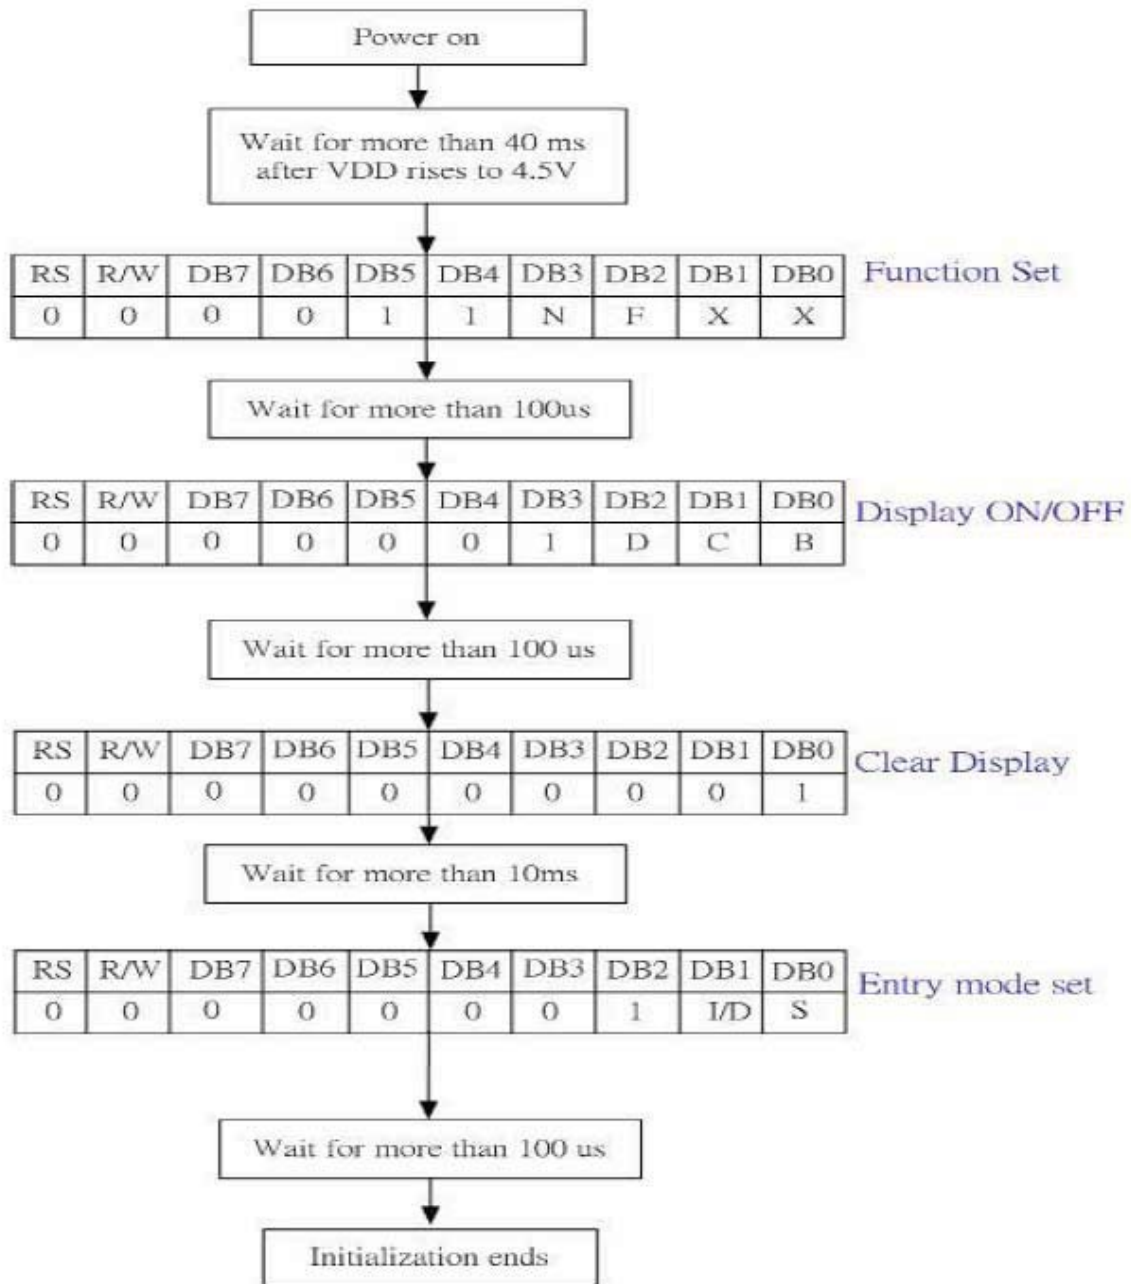 Power on
Wait for more than 40 ms
after VDD rises to 4.5V
RS R/W DB7 DB6 DB5 DB4 DB3 DB2 DB1 DB0 Function Set
0 0 0 0 1 1 N F X X
Wait for more than 100us
RS R/W DB7 DB6 DB5 DB4 DB3 DB2 DB1 DB0 Display ON/OFF
0 0 0 0 0 0 1 D C B
Wait for more than 100 us
RS R/W DB7 DB6 DB5 DB4 DB3 DB2 DB1 DB0 Clear Display
0 0 0 0 0 0 0 0 0 1
Wait for more than 10ms
RS R/W DB7 DB6 DB5 DB4 DB3 DB2 DB1 DB0 Entry mode set
0 0 0 0 0 0 0 1 I/D S
Wait for more than 100 us
Initialization ends